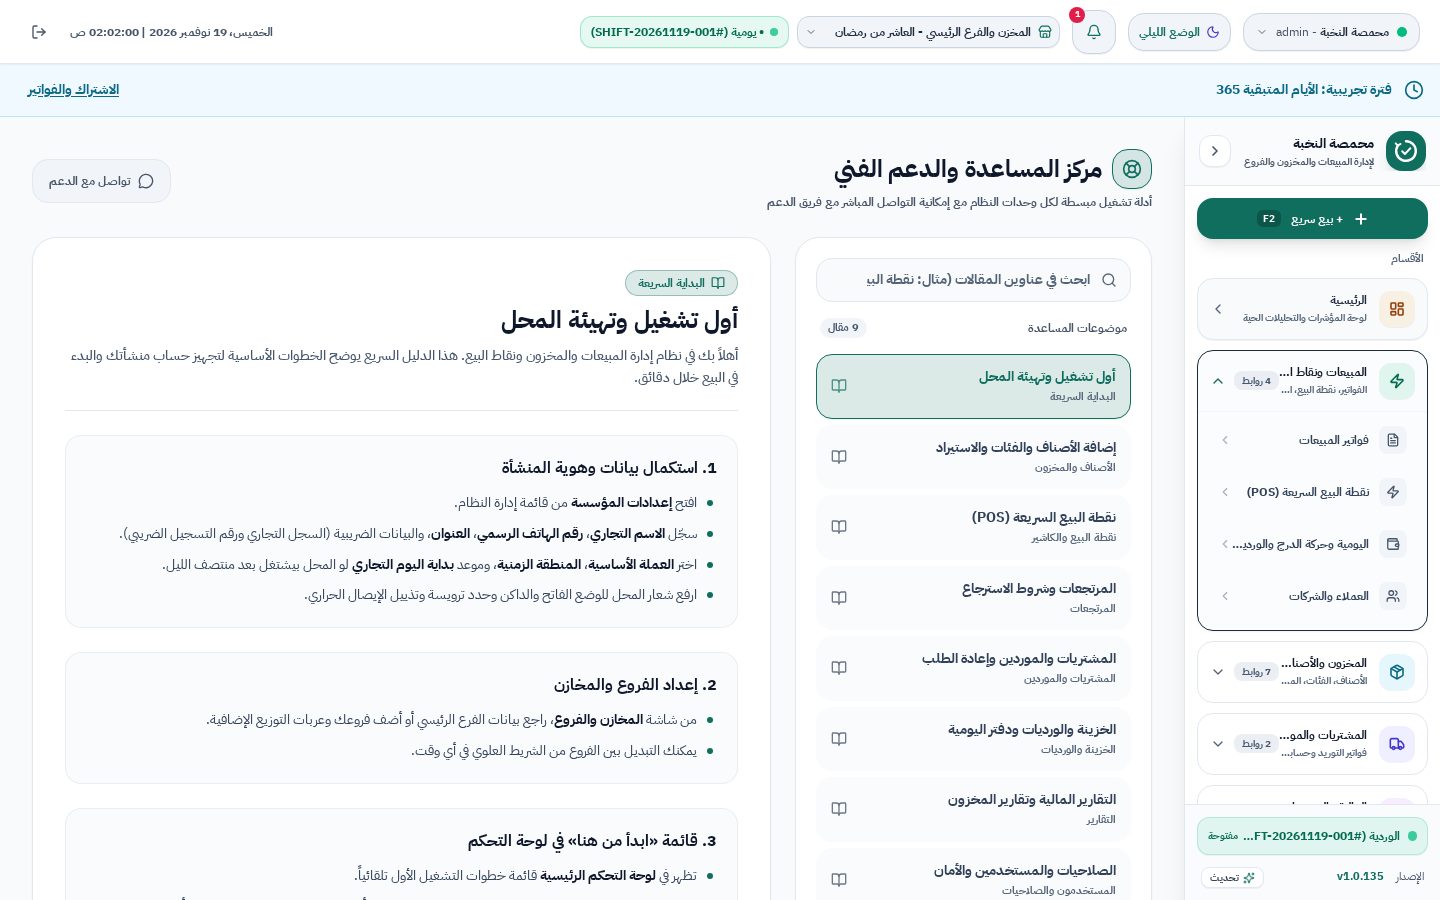 محمصة النخبة - admin
الوضع الليلي
1
المخزن والفرع الرئيسي - العاشر من رمضان
• يومية (#SHIFT-20261119-001)
الخميس، 19 نوفمبر 2026 | 02:02:00 ص
فترة تجريبية: الأيام المتبقية 365
الاشتراك والفواتير
محمصة النخبة
لإدارة المبيعات والمخزون والفروع
+ بيع سريع F2
الأقسام
الرئيسية
لوحة المؤشرات والتحليلات الحية
المبيعات ونقاط ا...
4 روابط
الفواتير، نقطة البيع، ا...
فواتير المبيعات
نقطة البيع السريعة (POS)
اليومية وحركة الدرج والورديـ...
العملاء والشركات
المخزون والأصنا...
7 روابط
الأصناف، الفئات، المـ...
المشتريات والمو...
2 روابط
فواتير التوريد وحسابـ...
الوردية (#FT-20261119-001...
مفتوحة
الإصدار v1.0.135
تحديث
مركز المساعدة والدعم الفني
أدلة تشغيل مبسطة لكل وحدات النظام مع إمكانية التواصل المباشر مع فريق الدعم
تواصل مع الدعم
ابحث في عناوين المقالات (مثال: نقطة البي
موضوعات المساعدة
9 مقال
أول تشغيل وتهيئة المحل
البداية السريعة
إضافة الأصناف والفئات والاستيراد
الأصناف والمخزون
نقطة البيع السريعة (POS)
نقطة البيع والكاشير
المرتجعات وشروط الاسترجاع
المرتجعات
المشتريات والموردين وإعادة الطلب
المشتريات والموردين
الخزينة والورديات ودفتر اليومية
الخزينة والورديات
التقارير المالية وتقارير المخزون
التقارير
الصلاحيات والمستخدمين والأمان
المستخدمون والصلاحيات
البداية السريعة
أول تشغيل وتهيئة المحل
أهلاً بك في نظام إدارة المبيعات والمخزون ونقاط البيع. هذا الدليل السريع يوضح الخطوات الأساسية لتجهيز حساب منشأتك والبدء
في البيع خلال دقائق.
1. استكمال بيانات وهوية المنشأة
افتح إعدادات المؤسسة من قائمة إدارة النظام.
سجّل الاسم التجاري، رقم الهاتف الرسمي، العنوان، والبيانات الضريبية (السجل التجاري ورقم التسجيل الضريبي).
اختر العملة الأساسية، المنطقة الزمنية، وموعد بداية اليوم التجاري لو المحل بيشتغل بعد منتصف الليل.
ارفع شعار المحل للوضع الفاتح والداكن وحدد ترويسة وتذييل الإيصال الحراري.
2. إعداد الفروع والمخازن
من شاشة المخازن والفروع، راجع بيانات الفرع الرئيسي أو أضف فروعك وعربات التوزيع الإضافية.
يمكنك التبديل بين الفروع من الشريط العلوي في أي وقت.
3. قائمة «ابدأ من هنا» في لوحة التحكم
تظهر في لوحة التحكم الرئيسية قائمة خطوات التشغيل الأول تلقائياً.